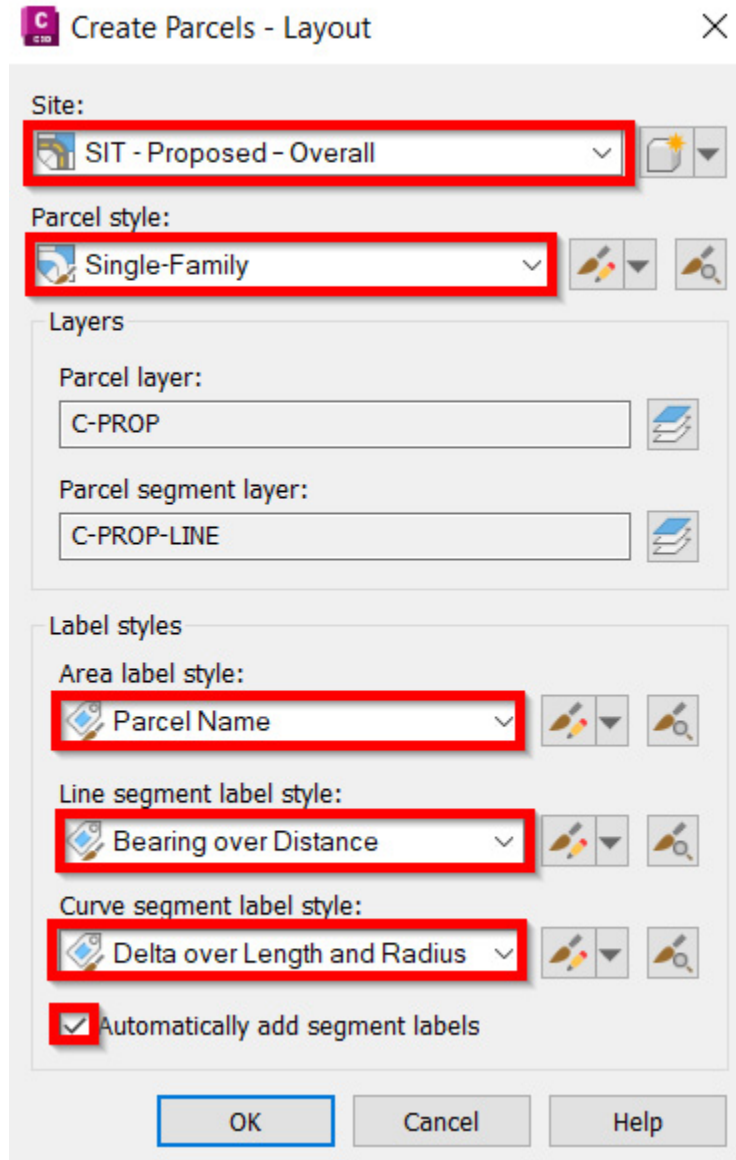 C
C3D
Create Parcels - Layout
Site:
SIT - Proposed – Overall
Parcel style:
Single-Family
Layers
Parcel layer:
C-PROP
Parcel segment layer:
C-PROP-LINE
Label styles
Area label style:
Parcel Name
Line segment label style:
Bearing over Distance
Curve segment label style:
Delta over Length and Radius
Automatically add segment labels
OK Cancel Help